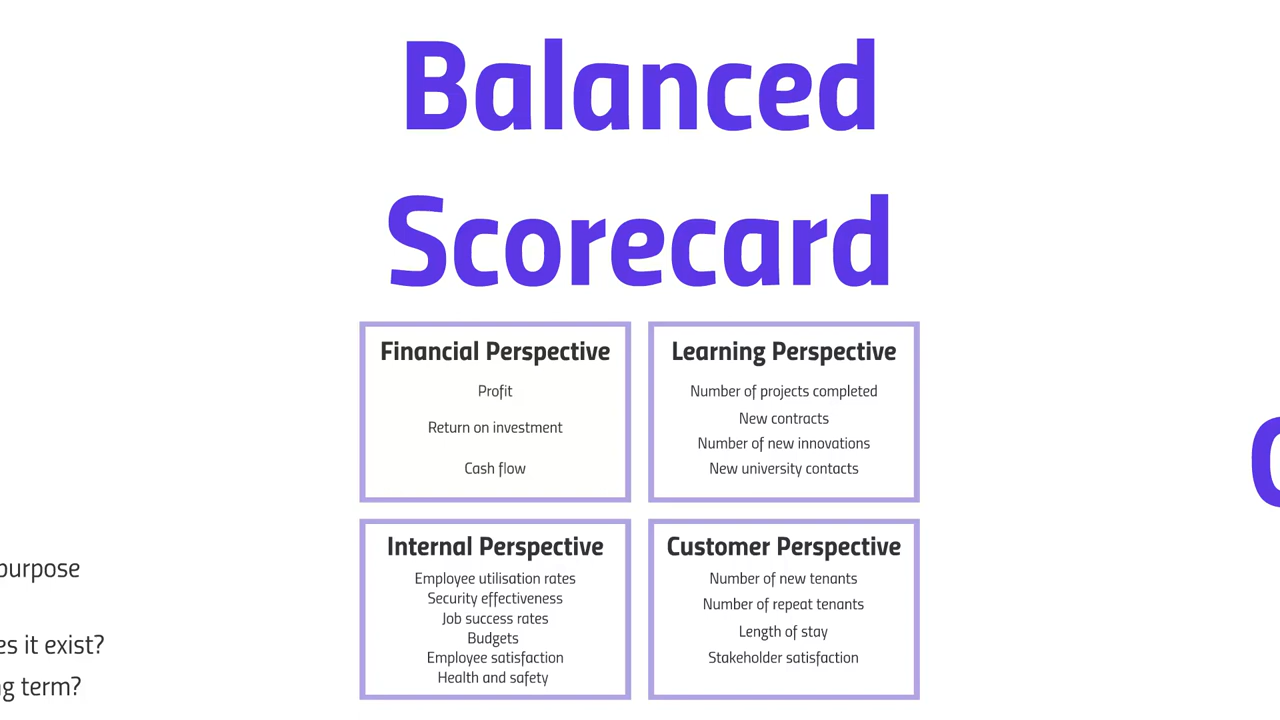 Balanced
Scorecard
Financial Perspective
Profit
Return on investment
Cash flow
Learning Perspective
Number of projects completed
New contracts
Number of new innovations
New university contacts
Internal Perspective
Employee utilisation rates
Security effectiveness
Job success rates
Budgets
Employee satisfaction
Health and safety
Customer Perspective
Number of new tenants
Number of repeat tenants
Length of stay
Stakeholder satisfaction
purpose
it exist?
term?